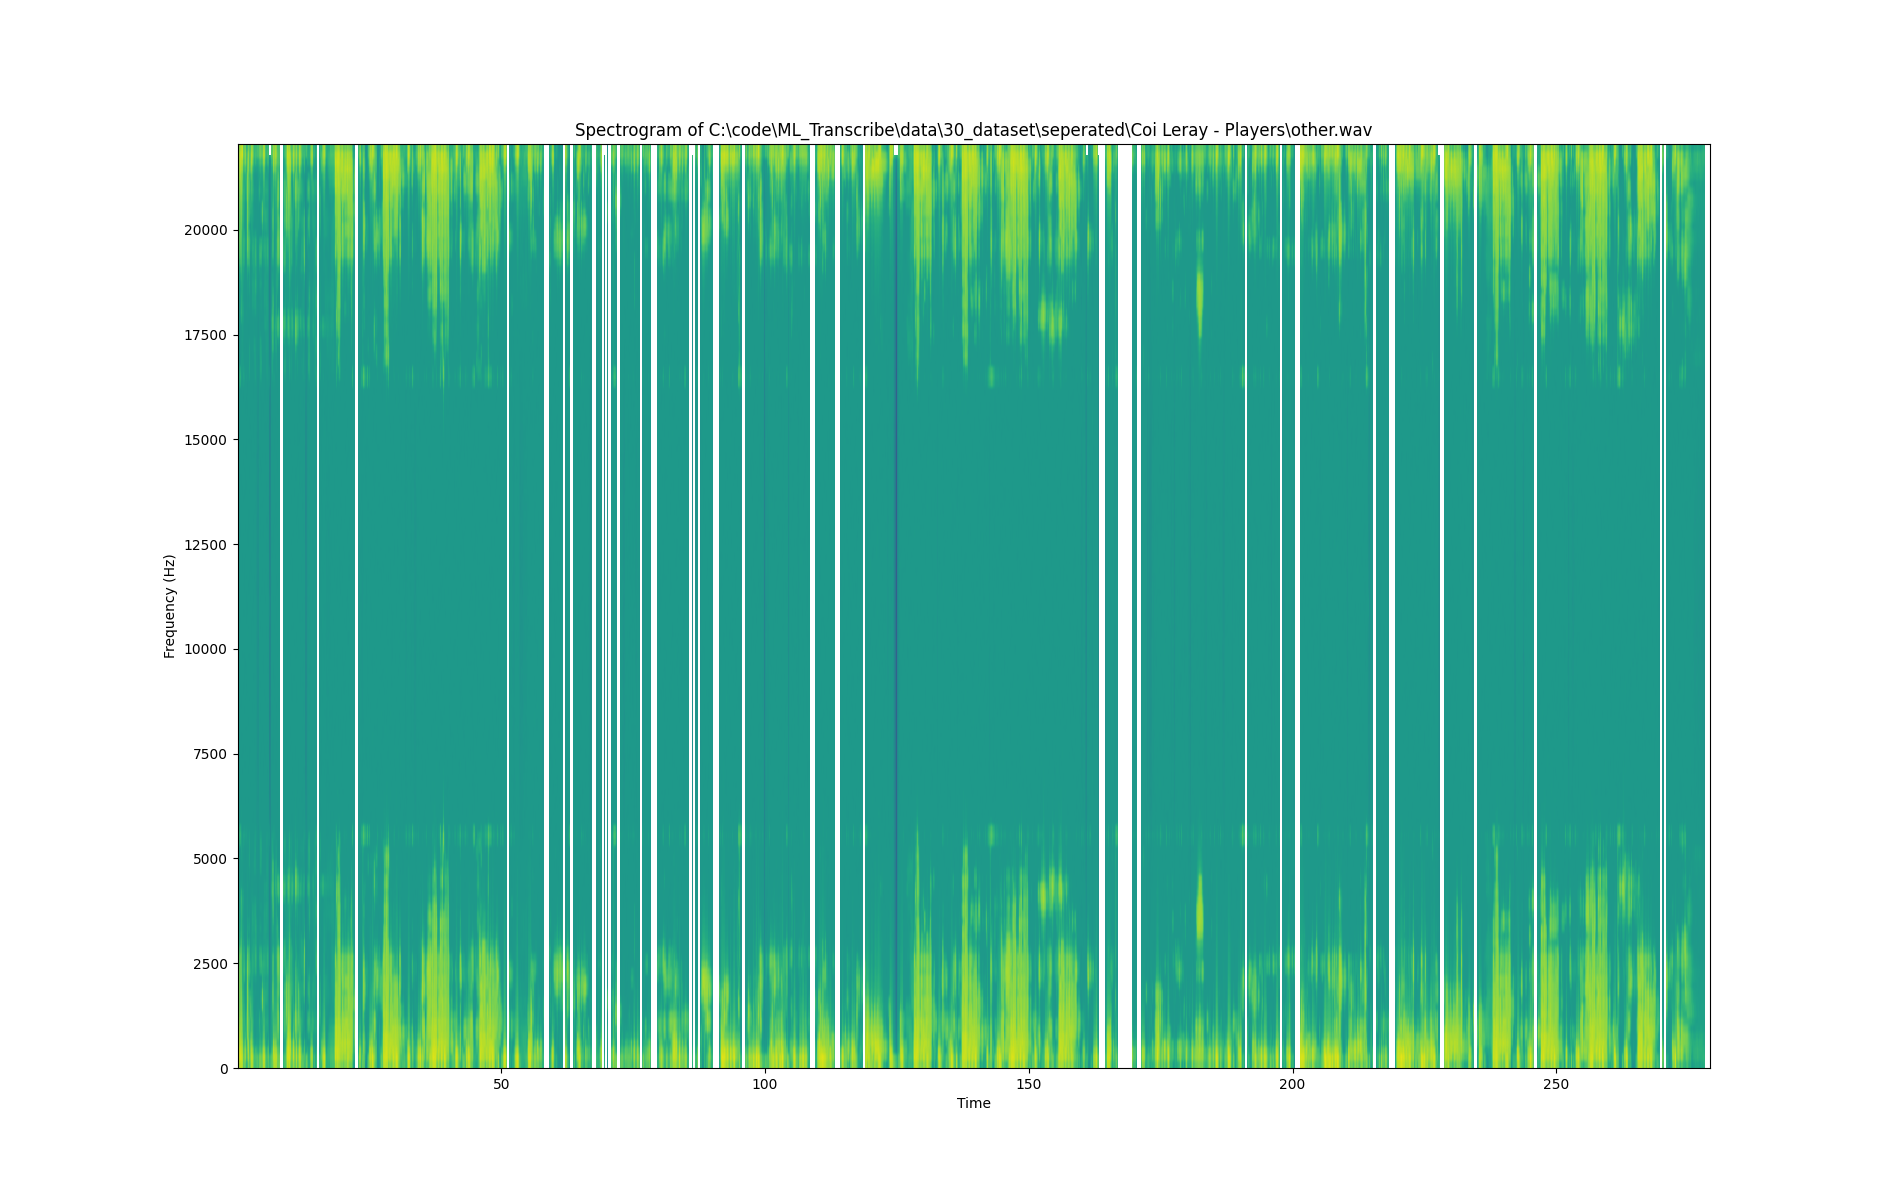 Spectrogram of C:\code\ML_Transcribe\data\30_dataset\seperated\Coi Leray - Players\other.wav
Frequency (Hz)
20000
17500
15000
12500
10000
7500
5000
2500
0
50 100 150 200 250
Time